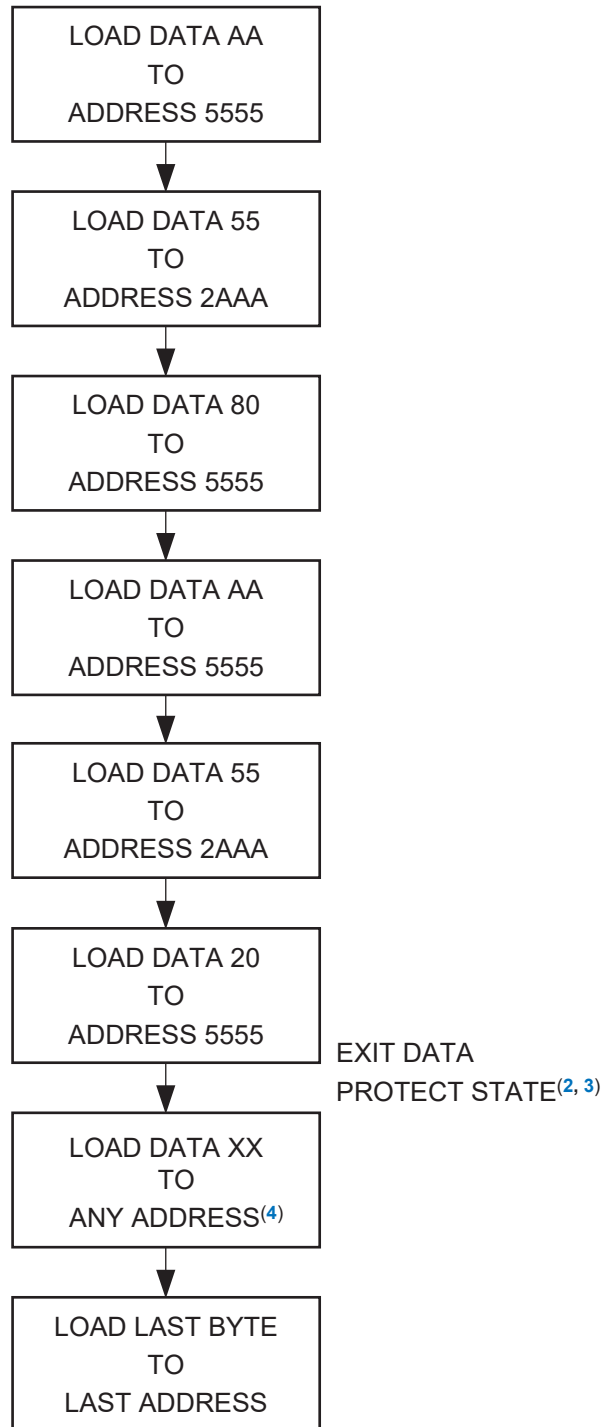 LOAD DATA AA
TO
ADDRESS 5555
LOAD DATA 55
TO
ADDRESS 2AAA
LOAD DATA 80
TO
ADDRESS 5555
LOAD DATA AA
TO
ADDRESS 5555
LOAD DATA 55
TO
ADDRESS 2AAA
LOAD DATA 20
TO
ADDRESS 5555
EXIT DATA
PROTECT STATE(2, 3)
LOAD DATA XX
TO
ANY ADDRESS(4)
LOAD LAST BYTE
TO
LAST ADDRESS